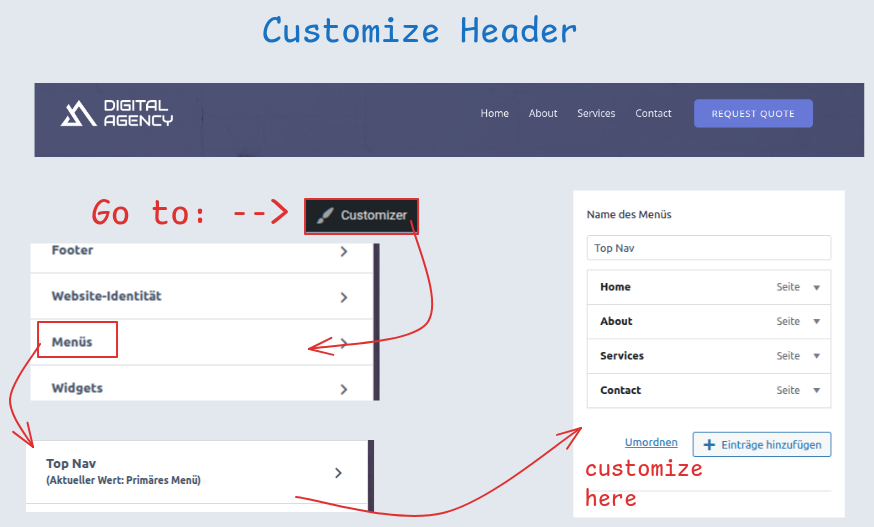 Customize Header
DIGITAL
AGENCY
Home About Services Contact REQUEST QUOTE
Go to: --> Customizer
Footer
Website-Identität
Menüs
Widgets
Top Nav
(Aktueller Wert: Primäres Menü)
Name des Menüs
Top Nav
Home Seite
About Seite
Services Seite
Contact Seite
Umordnen + Einträge hinzufügen
customize
here